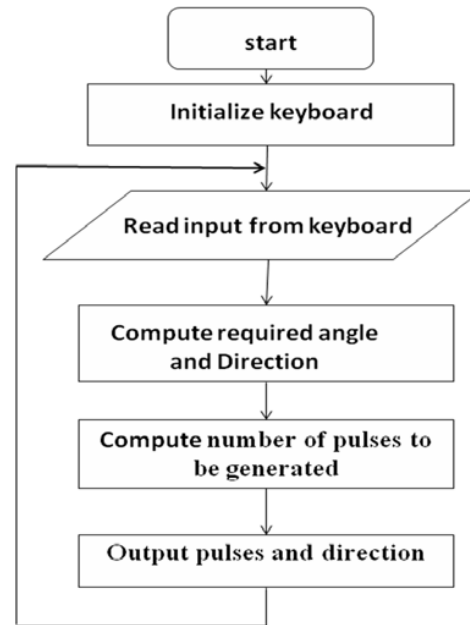 start
Initialize keyboard
Read input from keyboard
Compute required angle
and Direction
Compute number of pulses to
be generated
Output pulses and direction